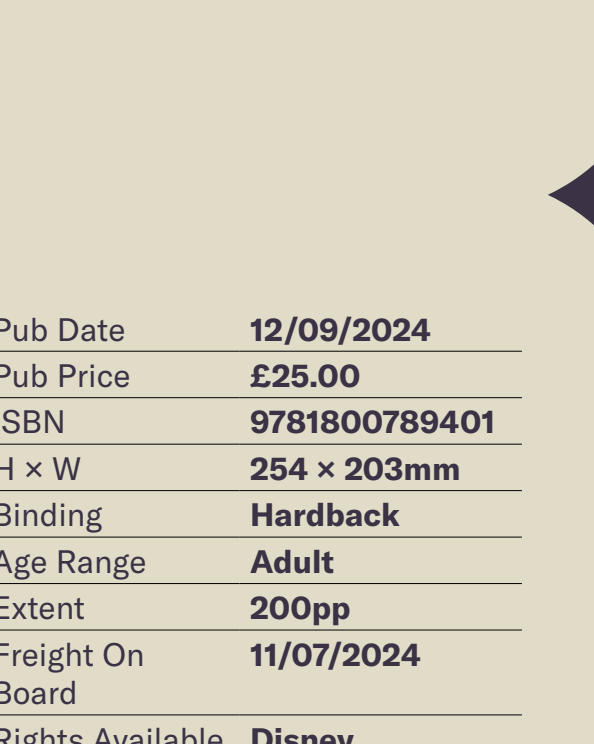 Pub Date 12/09/2024
Pub Price £25.00
ISBN 9781800789401
H × W 254 × 203mm
Binding Hardback
Age Range Adult
Extent 200pp
Freight On 11/07/2024
Board
Rights Available Disney